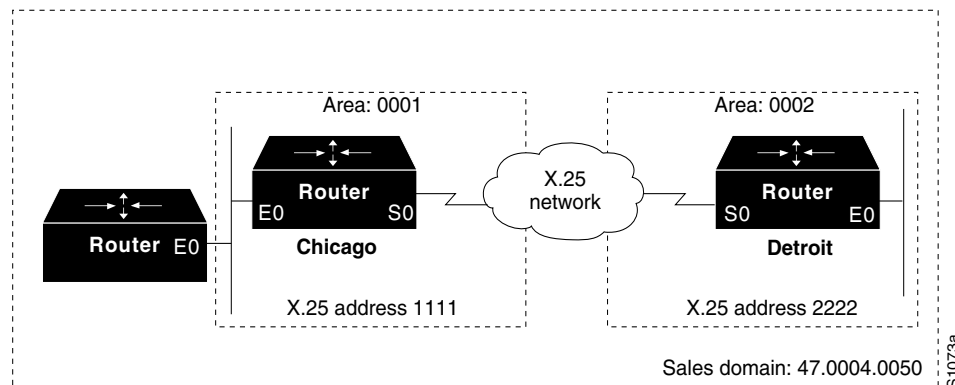 Area: 0001
Area: 0002
Router
E0
S0
Chicago
Router
E0
X.25
network
Router
S0
E0
Detroit
X.25 address 1111
X.25 address 2222
Sales domain: 47.0004.0050
S1073a